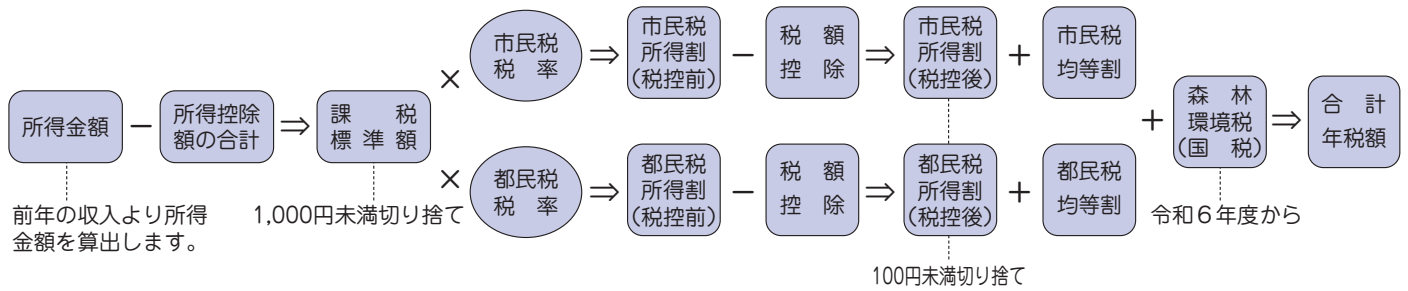 所得金額
−
所得控除
額の合計
⇒
課　税
標 準 額
×
市民税
税　率
⇒
市民税
所得割
(税控前)
−
税　額
控　除
⇒
市民税
所得割
(税控後)
+
市民税
均等割
×
都民税
税　率
⇒
都民税
所得割
(税控前)
−
税　額
控　除
⇒
都民税
所得割
(税控後)
+
都民税
均等割
+
森　林
環境税
(国　税)
⇒
合　計
年税額
前年の収入より所得
金額を算出します。
1,000円未満切り捨て
100円未満切り捨て
令和６年度から